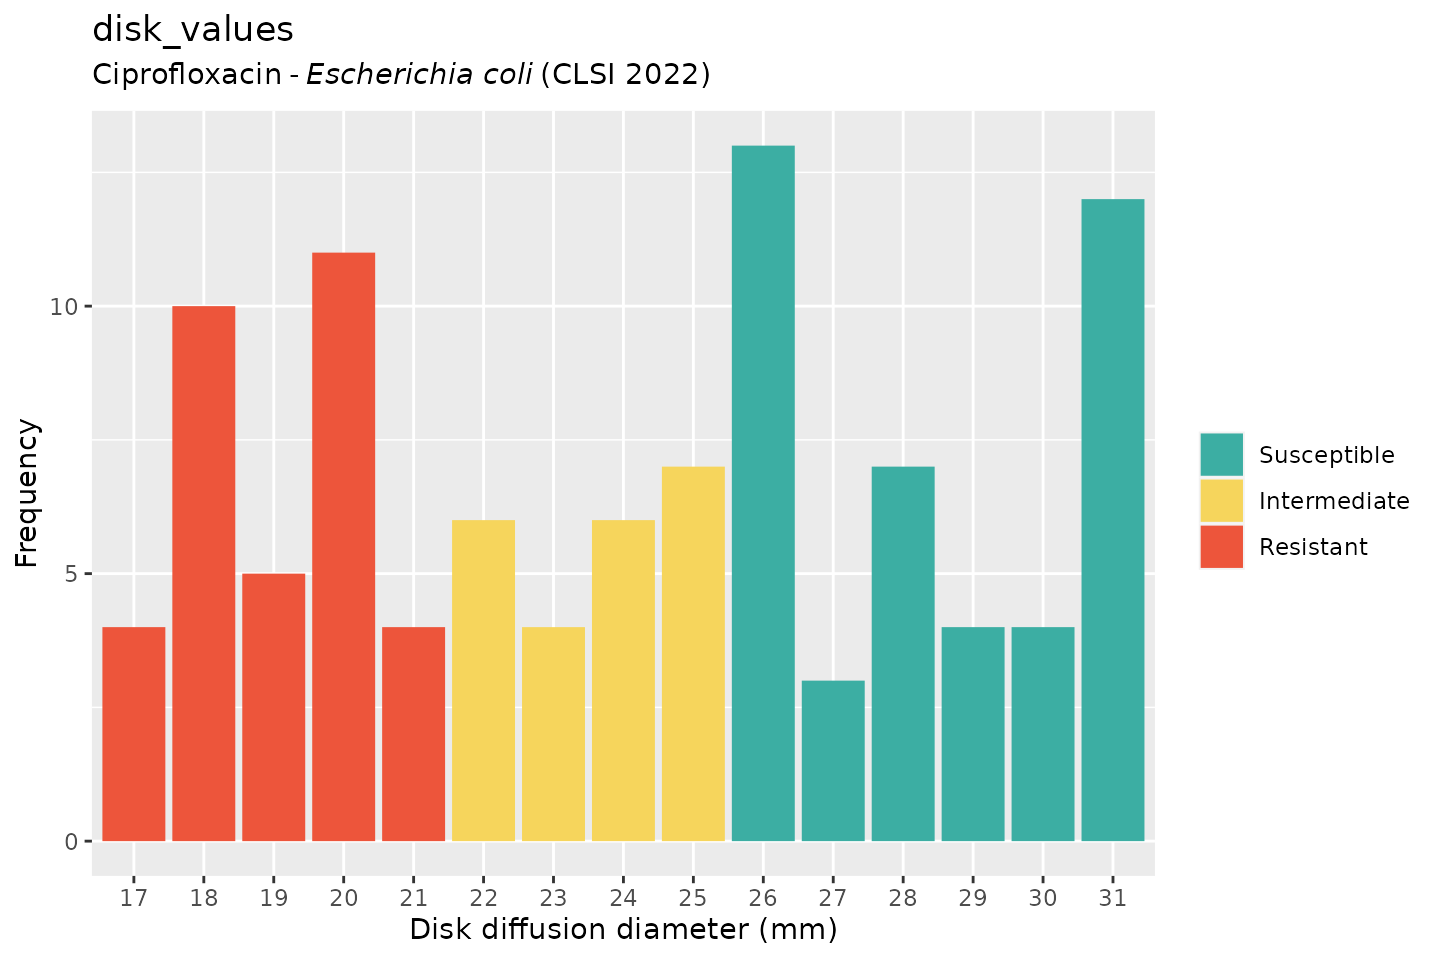 disk_values
Ciprofloxacin - Escherichia coli (CLSI 2022)
Frequency
10
5
0
17 18 19 20 21 22 23 24 25 26 27 28 29 30 31
Disk diffusion diameter (mm)
Susceptible
Intermediate
Resistant